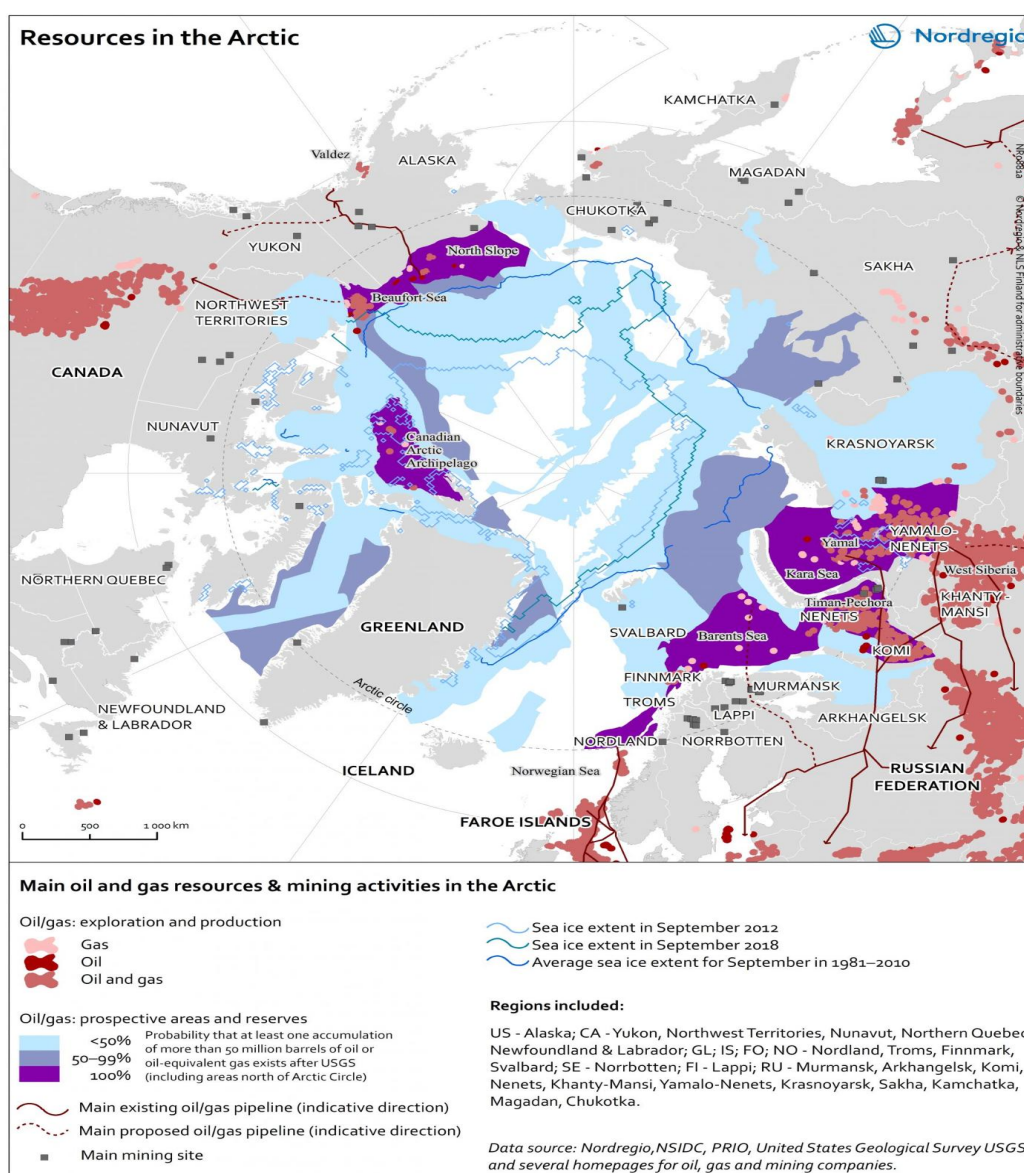 Resources in the Arctic
Nordregio
KAMCHATKA
Valdez
ALASKA
MAGADAN
NR0081a © Nordregio & NLS Finland for administrative boundaries
CHUKOTKA
YUKON
North Slope
SAKHA
Beaufort Sea
NORTHWEST
TERRITORIES
CANADA
NUNAVUT
Canadian
Arctic
Archipelago
KRASNOYARSK
YAMALO-
NENETS
Yamal
West Siberia
Kara Sea
NORTHERN QUEBEC
KHANTY-
MANSI
Timan-Pechora
NENETS
GREENLAND
SVALBARD
Barents Sea
KOMI
FINNMARK
MURMANSK
Arctic circle
TROMS
NEWFOUNDLAND
& LABRADOR
LAPPI
ARKHANGELSK
NORDLAND
NORRBOTTEN
ICELAND
Norwegian Sea
RUSSIAN
FEDERATION
FAROE ISLANDS
0 500 1 000 km
Main oil and gas resources & mining activities in the Arctic
Oil/gas: exploration and production
Gas
Oil
Oil and gas
Oil/gas: prospective areas and reserves
<50%
50–99%
100%
Probability that at least one accumulation
of more than 50 million barrels of oil or
oil-equivalent gas exists after USGS
(including areas north of Arctic Circle)
Main existing oil/gas pipeline (indicative direction)
Main proposed oil/gas pipeline (indicative direction)
Main mining site
Sea ice extent in September 2012
Sea ice extent in September 2018
Average sea ice extent for September in 1981–2010
Regions included:
US - Alaska; CA - Yukon, Northwest Territories, Nunavut, Northern Quebec
Newfoundland & Labrador; GL; IS; FO; NO - Nordland, Troms, Finnmark,
Svalbard; SE - Norrbotten; FI - Lappi; RU - Murmansk, Arkhangelsk, Komi,
Nenets, Khanty-Mansi, Yamalo-Nenets, Krasnoyarsk, Sakha, Kamchatka,
Magadan, Chukotka.
Data source: Nordregio,NSIDC, PRIO, United States Geological Survey USGS
and several homepages for oil, gas and mining companies.